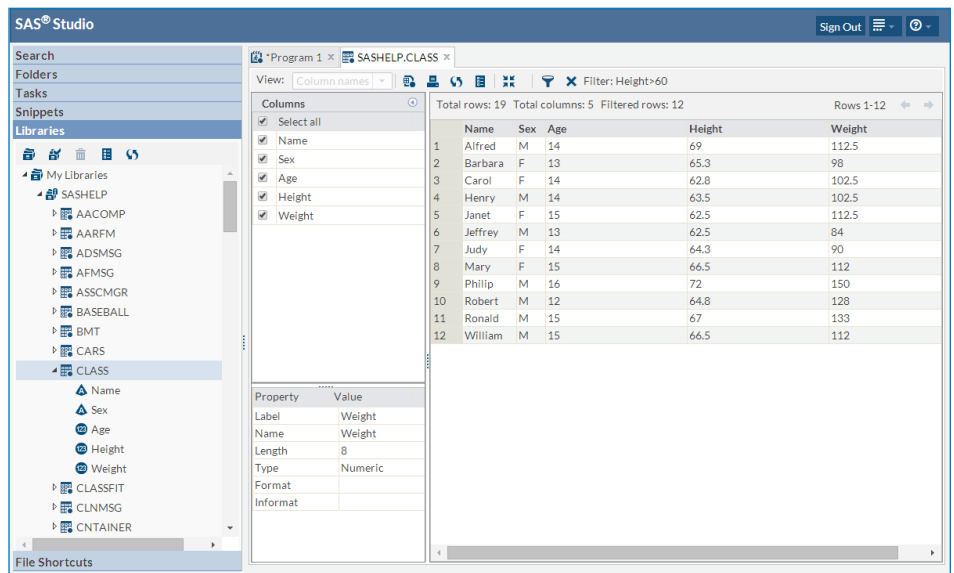 SAS® Studio
Sign Out
Search
Folders
Tasks
Snippets
Libraries
My Libraries
SASHELP
AACOMP
AARFM
ADSMSG
AFMSG
ASSCMGR
BASEBALL
BMT
CARS
CLASS
Name
Sex
Age
Height
Weight
CLASSFIT
CLNMSG
CNTAINER
File Shortcuts
*Program 1 × SASHELP.CLASS ×
View: Column names Filter: Height>60
Columns
Select all
Name
Sex
Age
Height
Weight
Property Value
Label Weight
Name Weight
Length 8
Type Numeric
Format
Informat
Total rows: 19 Total columns: 5 Filtered rows: 12 Rows 1-12
Name Sex Age Height Weight
1 Alfred M 14 69 112.5
2 Barbara F 13 65.3 98
3 Carol F 14 62.8 102.5
4 Henry M 14 63.5 102.5
5 Janet F 15 62.5 112.5
6 Jeffrey M 13 62.5 84
7 Judy F 14 64.3 90
8 Mary F 15 66.5 112
9 Philip M 16 72 150
10 Robert M 12 64.8 128
11 Ronald M 15 67 133
12 William M 15 66.5 112